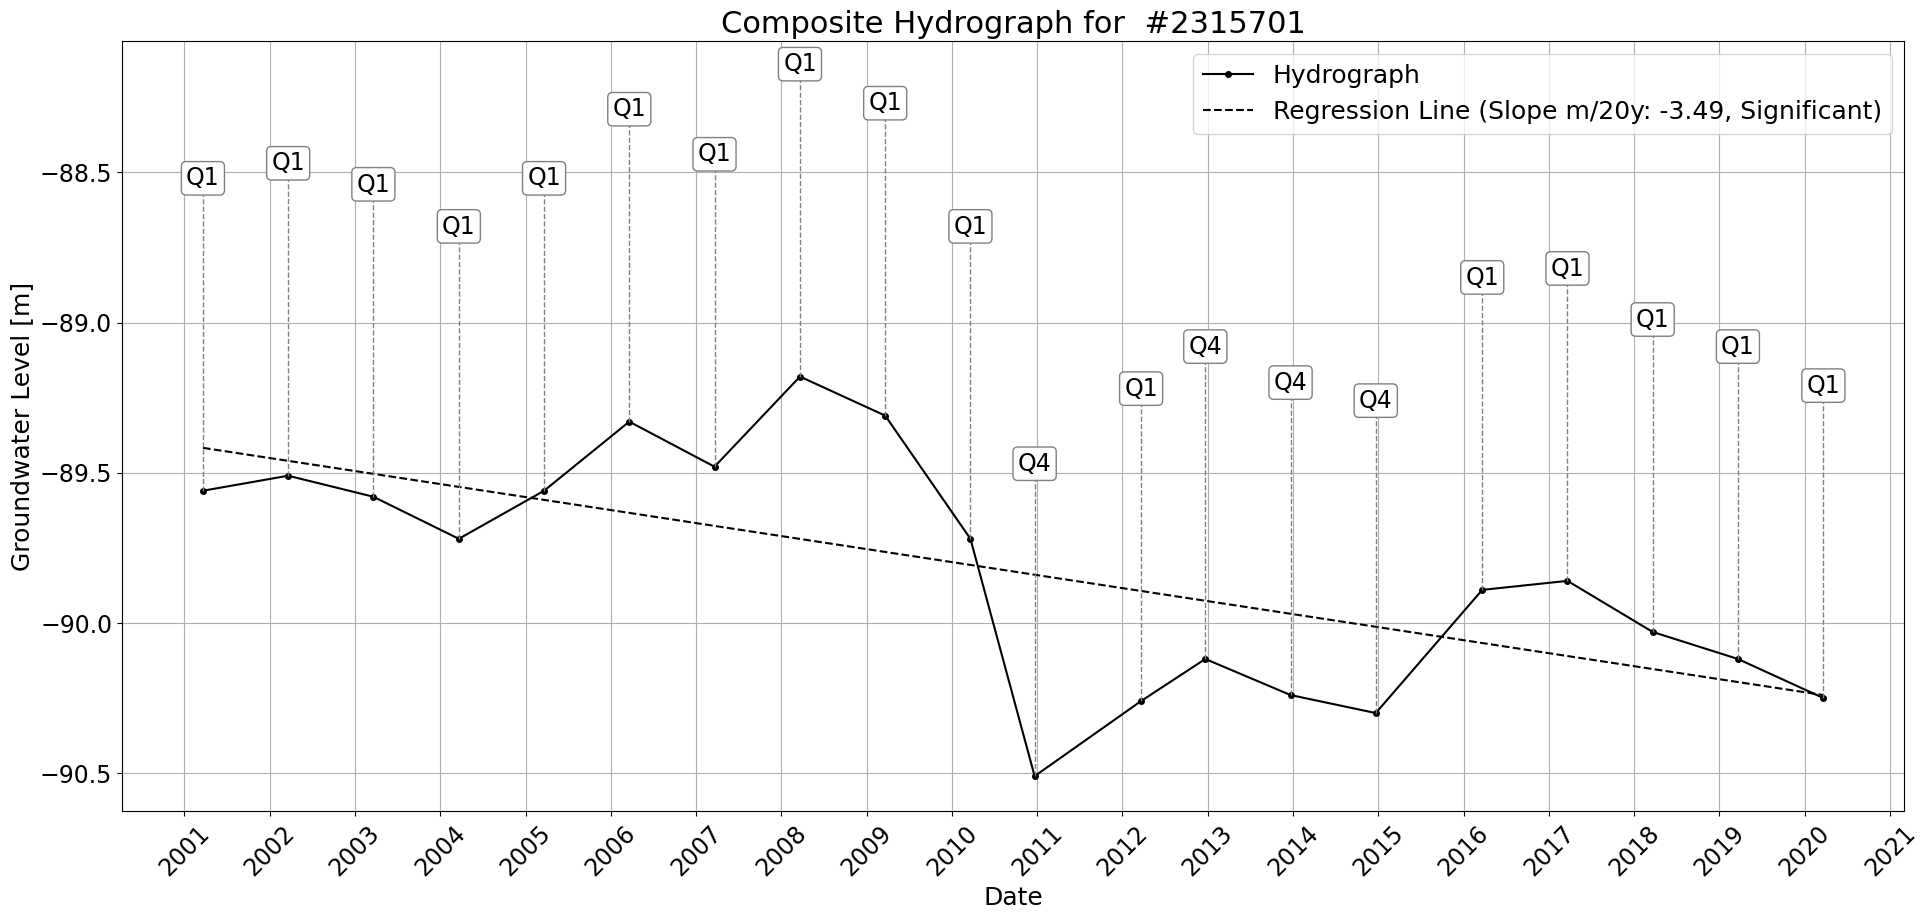 Composite Hydrograph for  #2315701
Hydrograph
Regression Line (Slope m/20y: -3.49, Significant)
Q1
Q1
Q1
Q1
Q1
Q1
Q1
Q1
Q1
Q1
Q4
Q1
Q4
Q4
Q4
Q1
Q1
Q1
Q1
Q1
Groundwater Level [m]
−88.5
−89.0
−89.5
−90.0
−90.5
2001
2002
2003
2004
2005
2006
2007
2008
2009
2010
2011
2012
2013
2014
2015
2016
2017
2018
2019
2020
2021
Date